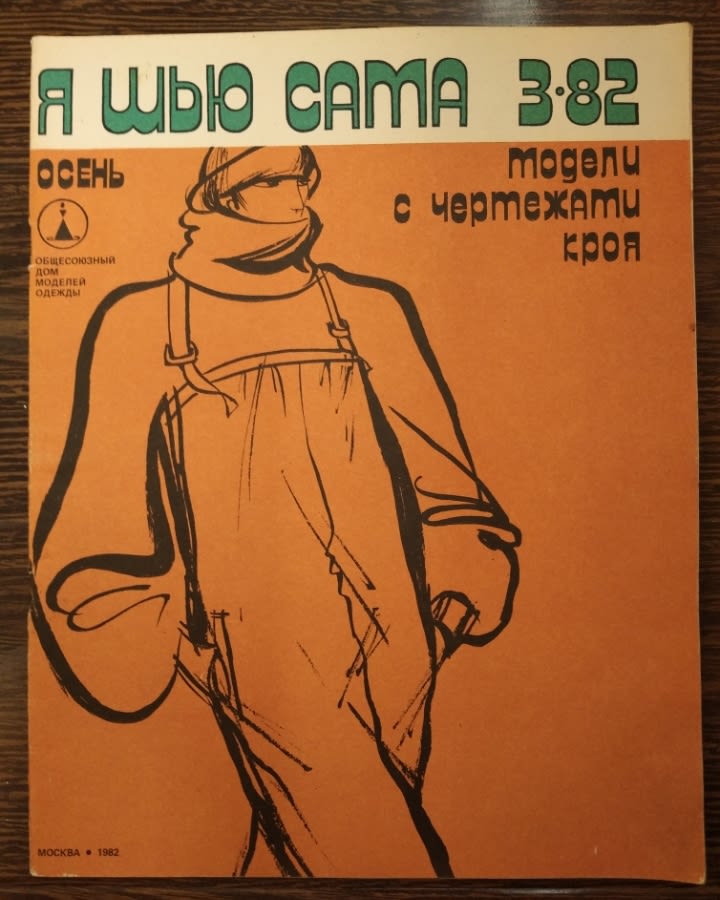 Я ШЬЮ САМА 3·82
ОСЕНЬ
модели
с чертежами
кроя
ОБЩЕСОЮЗНЫЙ
ДОМ
МОДЕЛЕЙ
ОДЕЖДЫ
МОСКВА • 1982